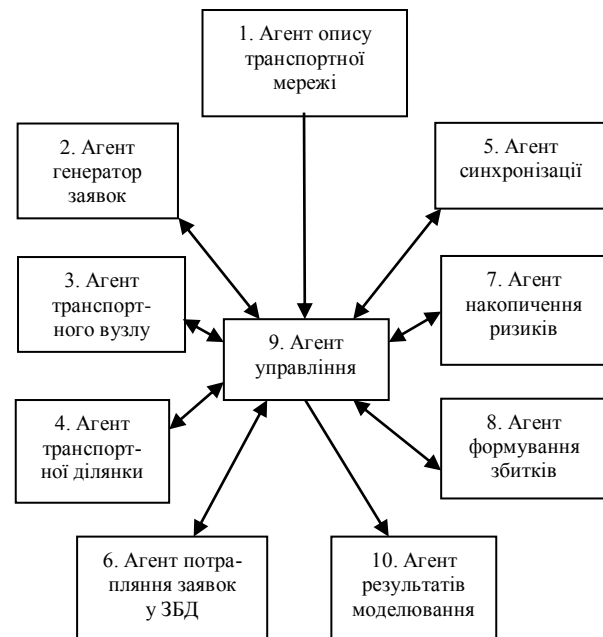 1. Агент опису
транспортної
мережі
2. Агент
генератор
заявок
5. Агент
синхронізації
3. Агент
транспорт-
ного вузлу
7. Агент
накопичення
ризиків
9. Агент
управління
4. Агент
транспорт-
ної ділянки
8. Агент
формування
збитків
6. Агент потра-
пляння заявок
у ЗБД
10. Агент
результатів
моделювання